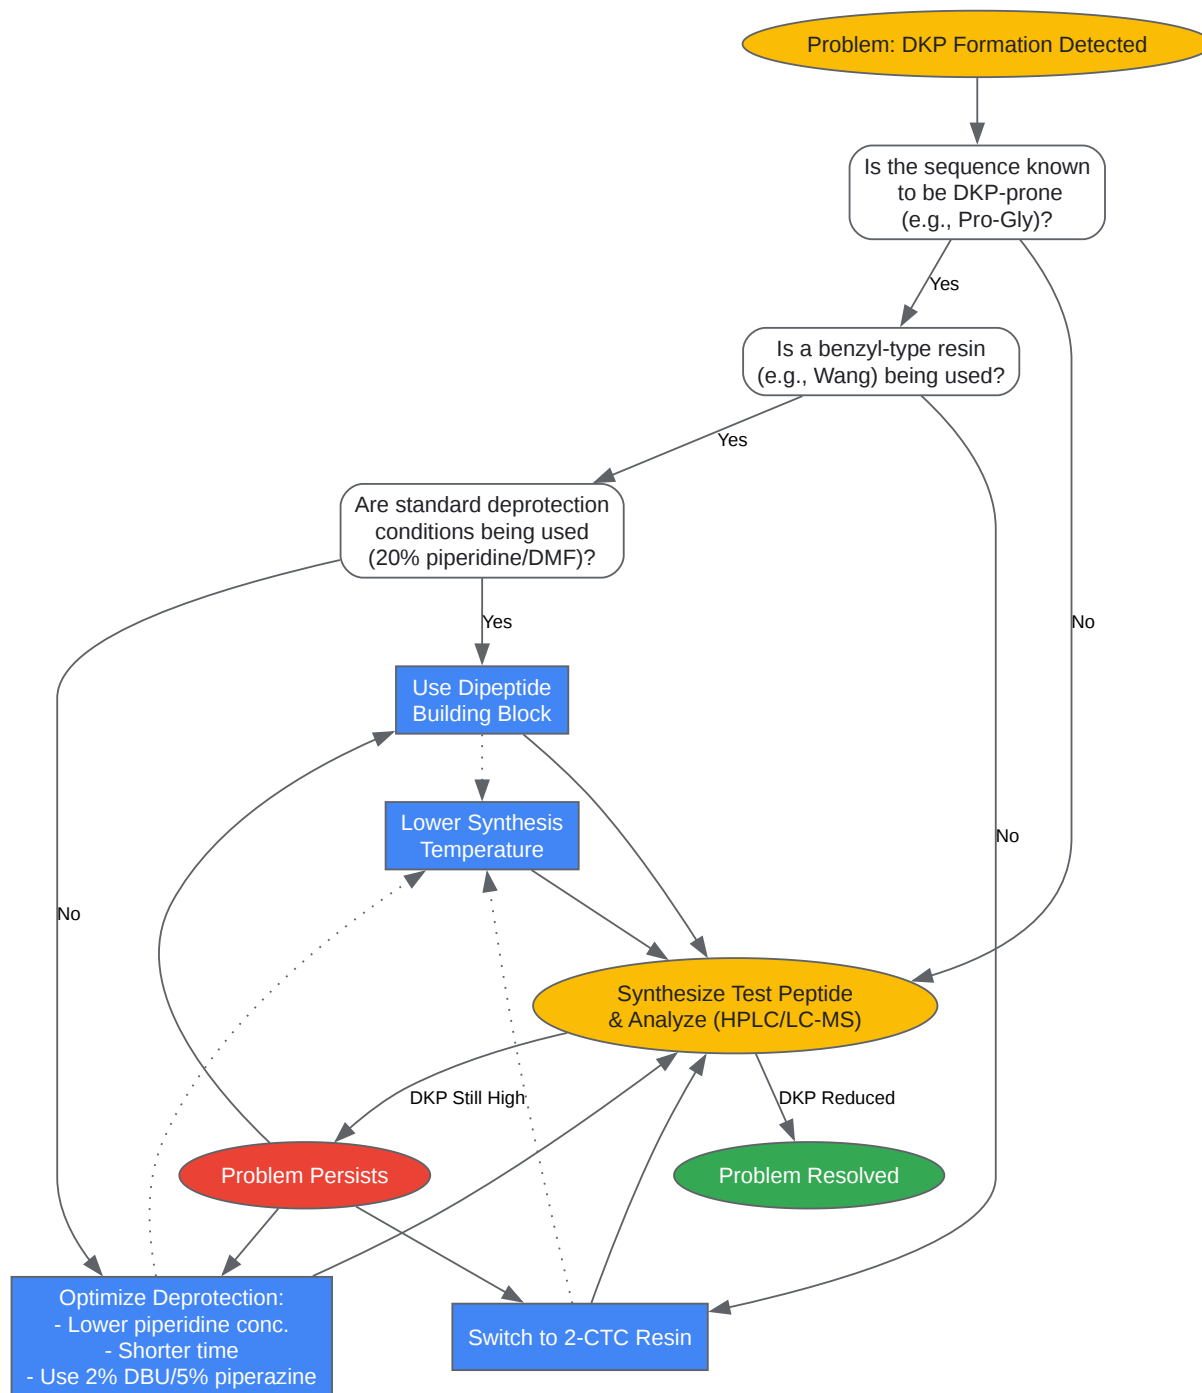 Problem: DKP Formation Detected
Is the sequence known
to be DKP-prone
(e.g., Pro-Gly)?
Yes
Is a benzyl-type resin
(e.g., Wang) being used?
Yes
Are standard deprotection
conditions being used
(20% piperidine/DMF)?
Yes
No
Use Dipeptide
Building Block
Lower Synthesis
Temperature
No
No
Synthesize Test Peptide
& Analyze (HPLC/LC-MS)
DKP Still High
DKP Reduced
Problem Persists
Problem Resolved
Optimize Deprotection:
- Lower piperidine conc.
- Shorter time
- Use 2% DBU/5% piperazine
Switch to 2-CTC Resin